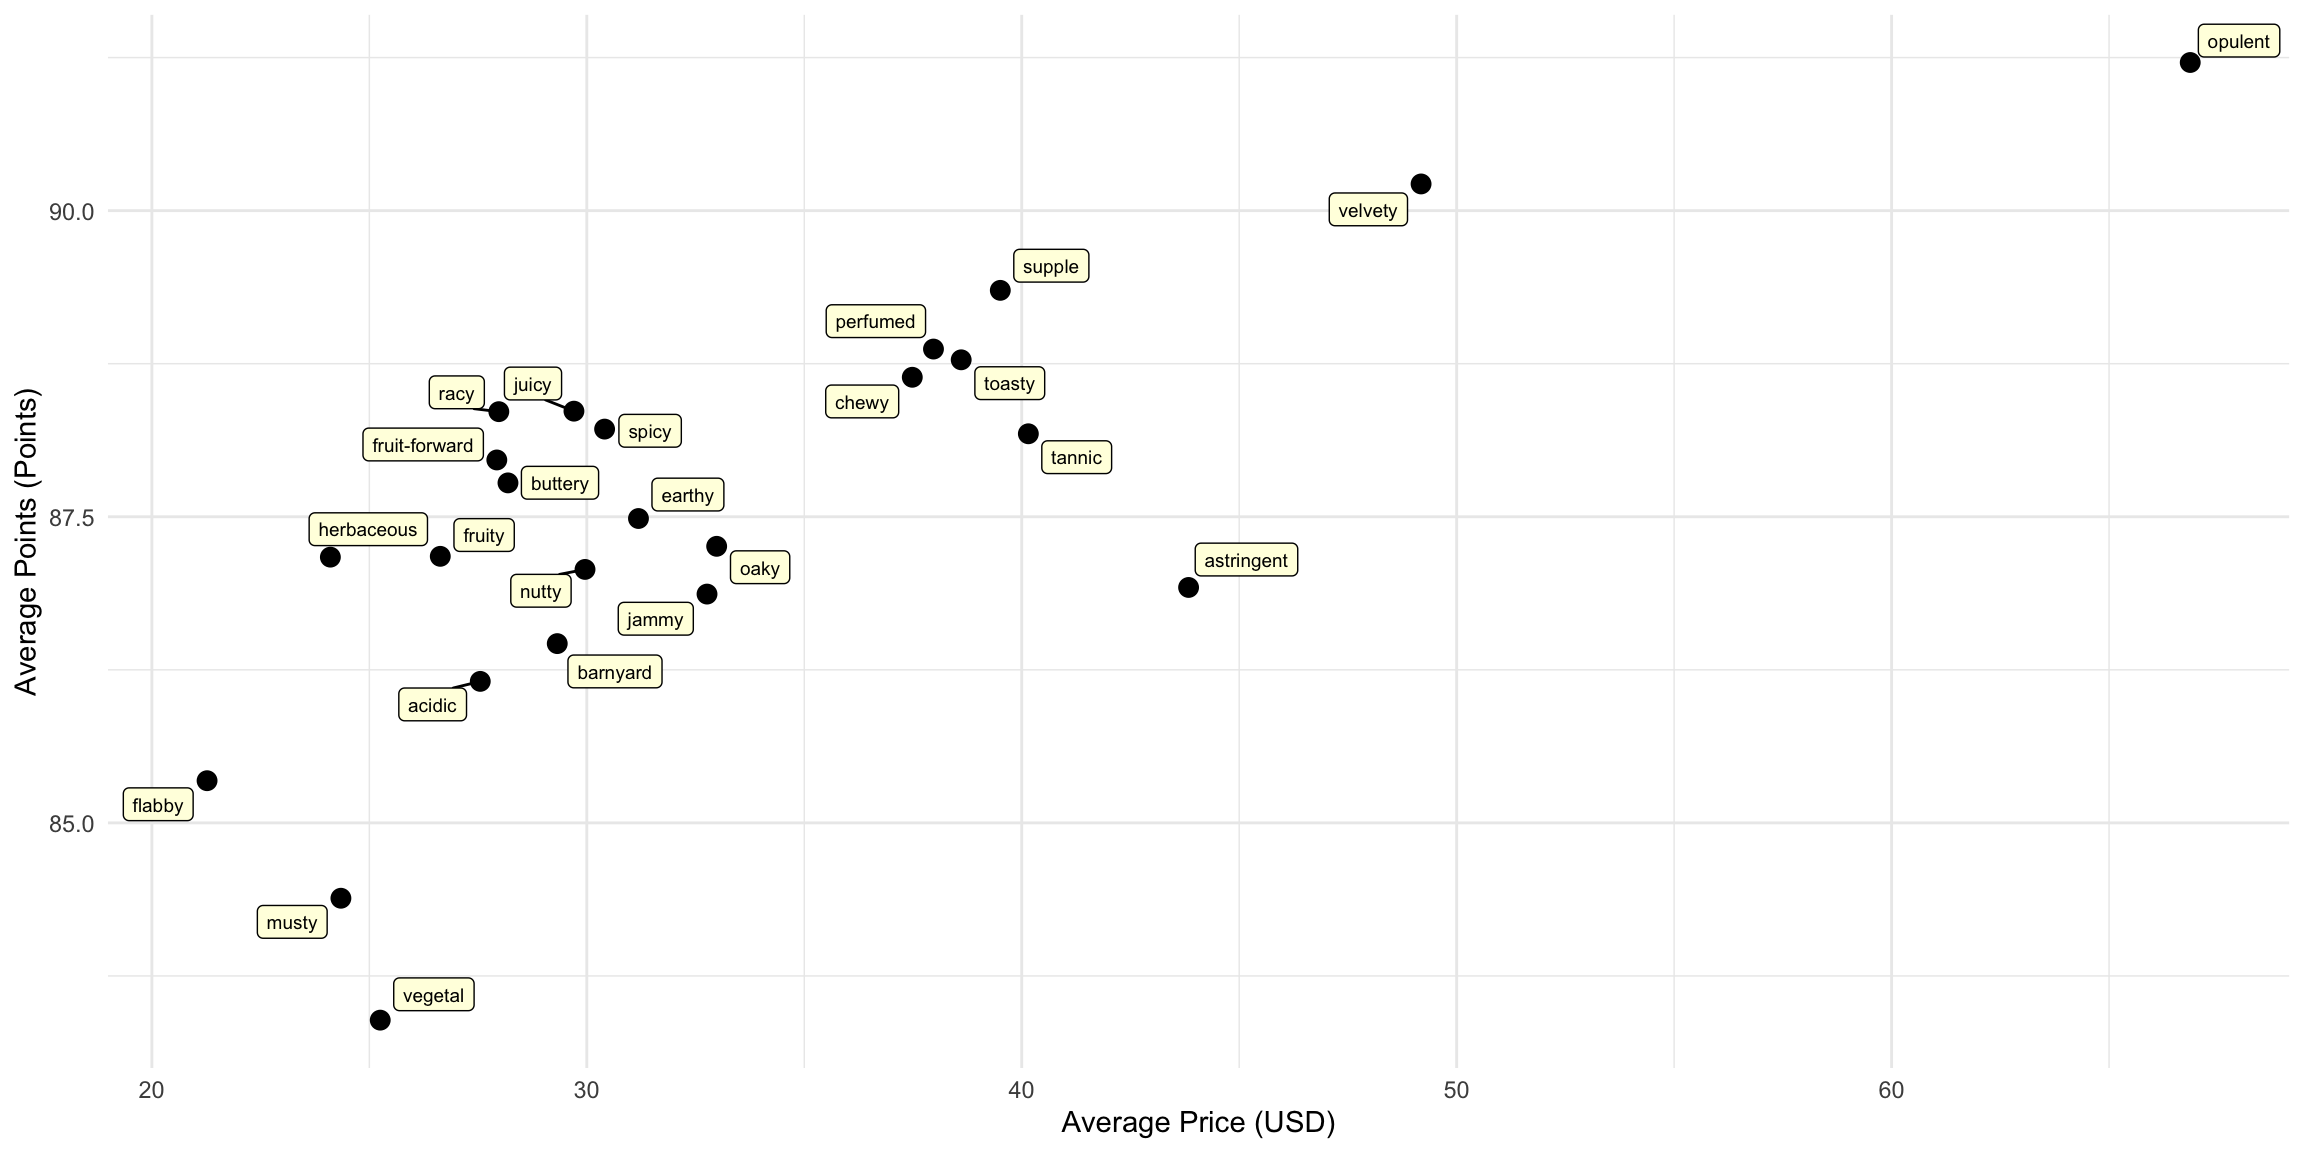 opulent
velvety
90.0
supple
perfumed
toasty
racy
juicy
chewy
spicy
fruit-forward
tannic
buttery
earthy
87.5
herbaceous
fruity
astringent
oaky
nutty
jammy
barnyard
acidic
flabby
85.0
musty
vegetal
20
30
40
50
60
Average Price (USD)
Average Points (Points)